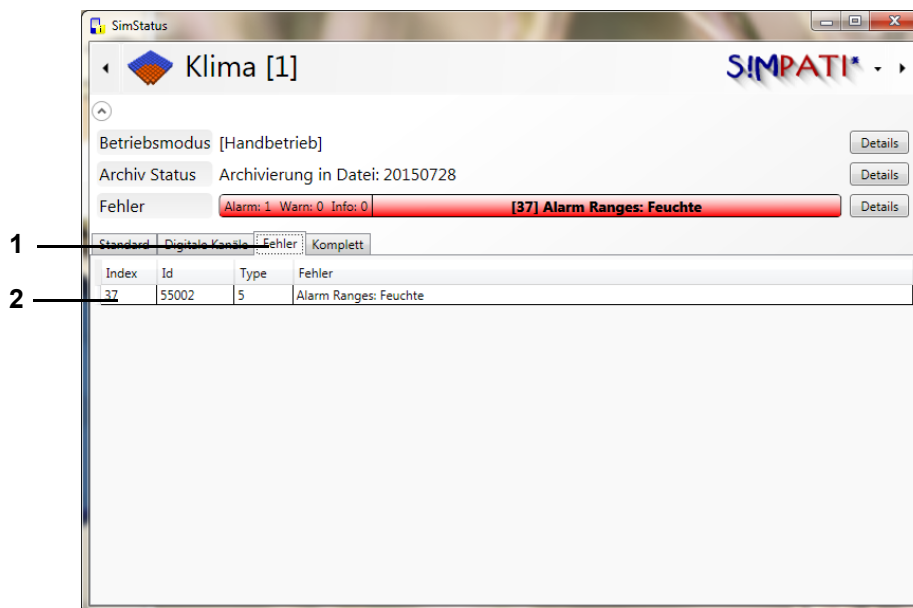 SimStatus
Klima [1]
S!MPATI*
Betriebsmodus [Handbetrieb] Details
Archiv Status Archivierung in Datei: 20150728 Details
Fehler Alarm: 1 Warn: 0 Info: 0 [37] Alarm Ranges: Feuchte Details
1
Standard Digitale Kanäle Fehler Komplett
Index Id Type Fehler
2
37 55002 5 Alarm Ranges: Feuchte